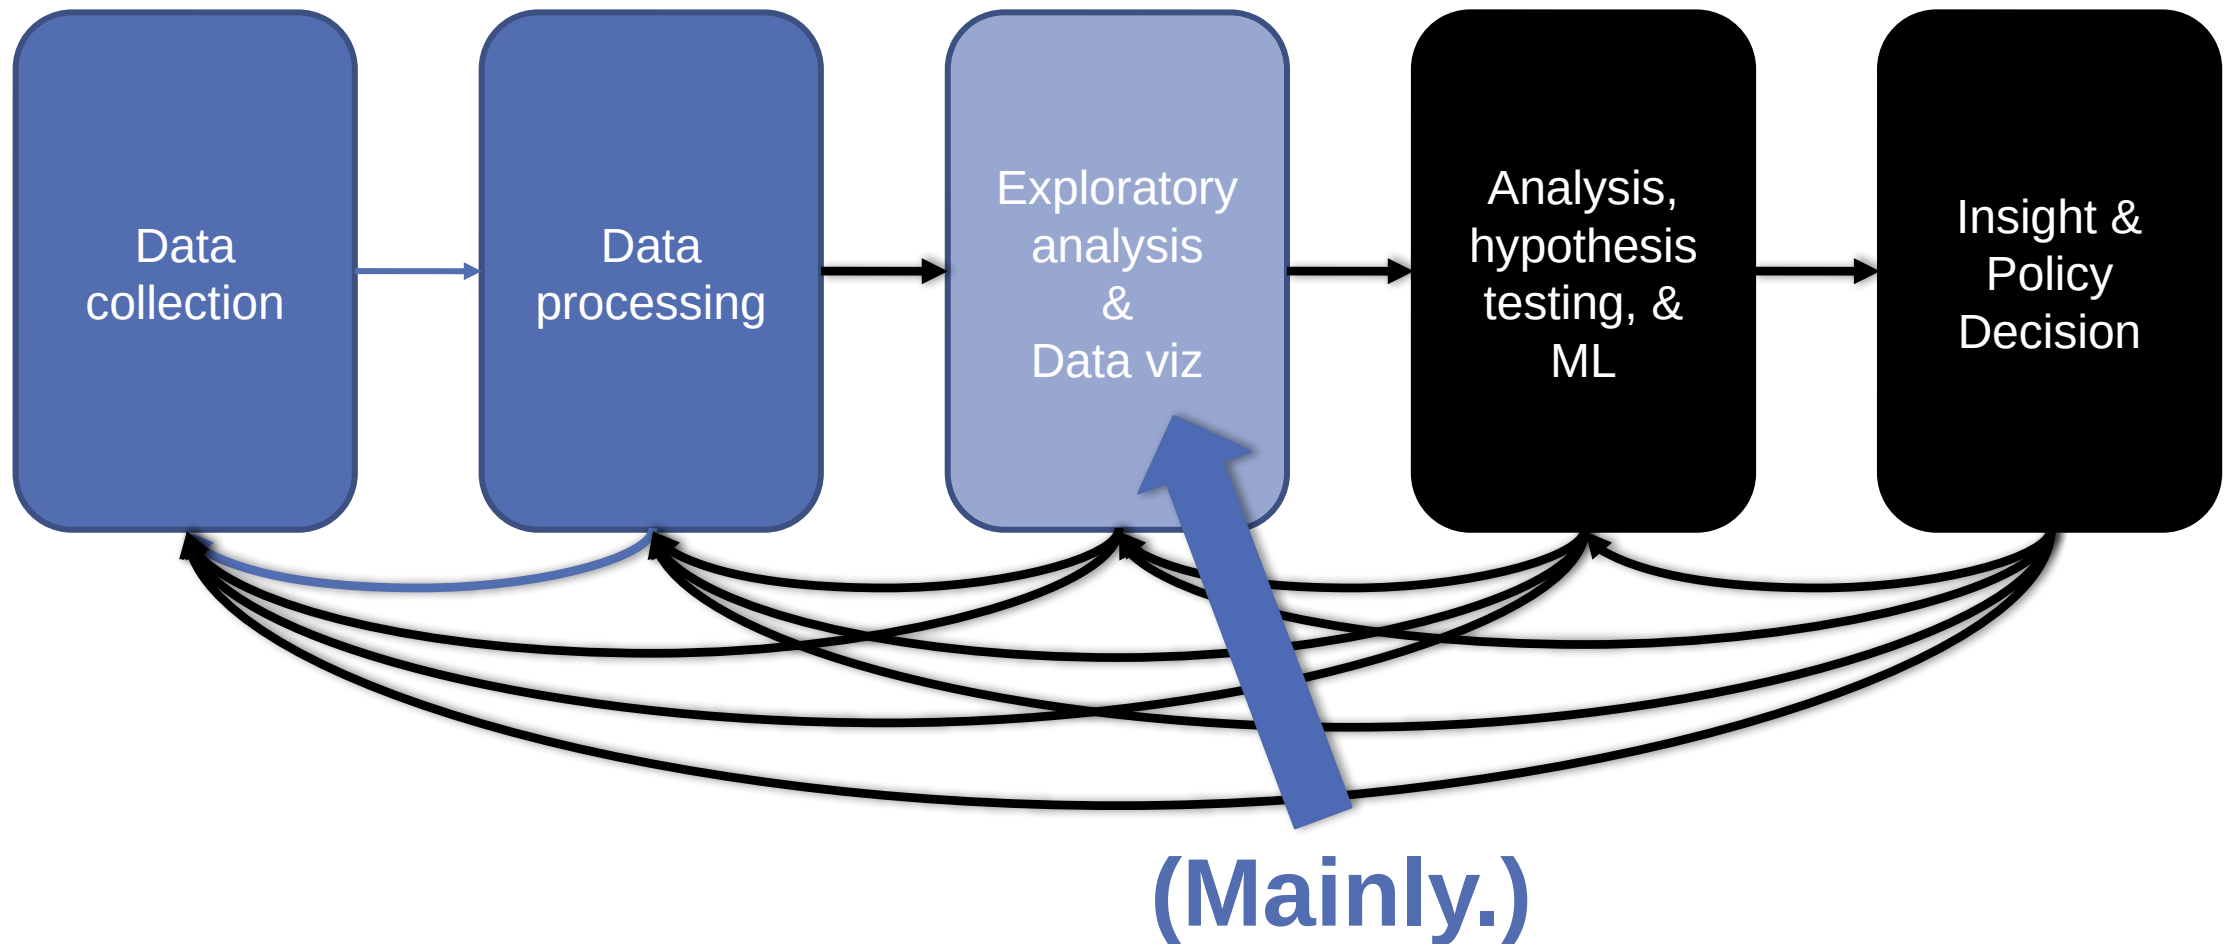 Data
collection
Data
processing
Exploratory
analysis
&
Data viz
Analysis,
hypothesis
testing, &
ML
Insight &
Policy
Decision
(Mainly.)